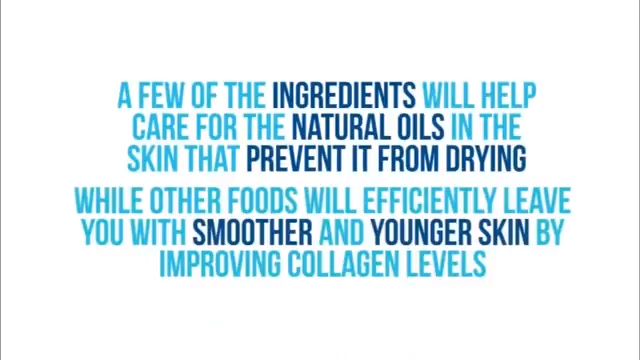 A FEW OF THE INGREDIENTS WILL HELP
CARE FOR THE NATURAL OILS IN THE
SKIN THAT PREVENT IT FROM DRYING
WHILE OTHER FOODS WILL EFFICIENTLY LEAVE
YOU WITH SMOOTHER AND YOUNGER SKIN BY
IMPROVING COLLAGEN LEVELS